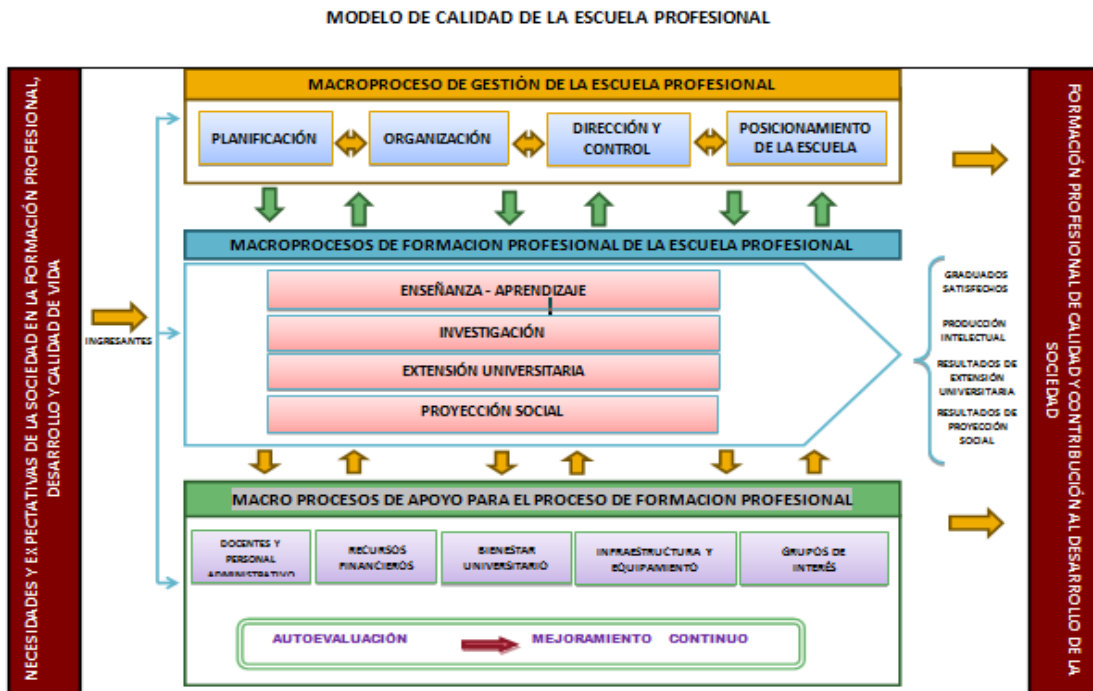 MODELO DE CALIDAD DE LA ESCUELA PROFESIONAL
NECESIDADES Y EXPECTATIVAS DE LA SOCIEDAD EN LA FORMACIÓN PROFESIONAL,
DESARROLLO Y CALIDAD DE VIDA
INGRESANTES
MACROPROCESO DE GESTIÓN DE LA ESCUELA PROFESIONAL
PLANIFICACIÓN
ORGANIZACIÓN
DIRECCIÓN Y
CONTROL
POSICIONAMIENTO
DE LA ESCUELA
MACROPROCESOS DE FORMACION PROFESIONAL DE LA ESCUELA PROFESIONAL
ENSEÑANZA - APRENDIZAJE
INVESTIGACIÓN
EXTENSIÓN UNIVERSITARIA
PROYECCIÓN SOCIAL
GRADUADOS
SATISFECHOS
PRODUCCIÓN
INTELECTUAL
RESULTADOS DE
EXTENSIÓN
UNIVERSITARIA
RESULTADOS DE
PROYECCIÓN
SOCIAL
MACRO PROCESOS DE APOYO PARA EL PROCESO DE FORMACION PROFESIONAL
DOCENTES Y
PERSONAL
ADMINISTRATIVO
RECURSOS
FINANCIEROS
BIENESTAR
UNIVERSITARIO
INFRAESTRUCTURA Y
EQUIPAMIENTO
GRUPOS DE
INTERÉS
AUTOEVALUACIÓN
MEJORAMIENTO CONTINUO
FORMACIÓN PROFESIONAL DE CALIDAD Y CONTRIBUCIÓN AL DESARROLLO DE LA
SOCIEDAD